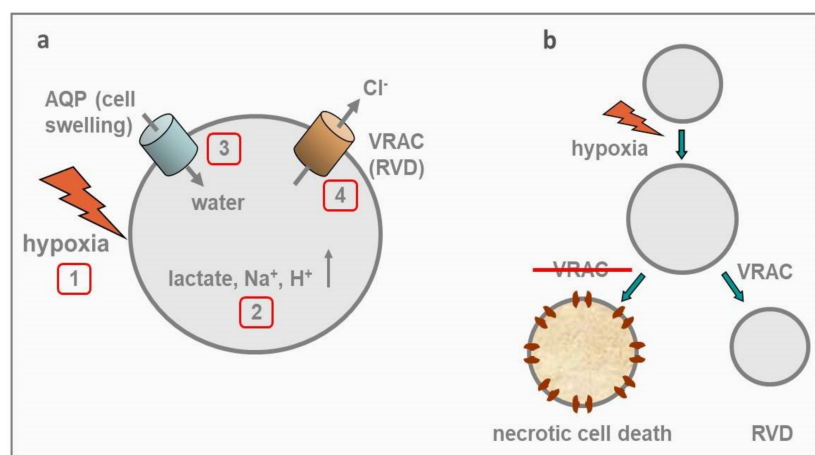 a
AQP (cell
swelling)
3
water
Cl⁻
VRAC
(RVD)
4
hypoxia
1
lactate, Na⁺, H⁺
2
b
hypoxia
VRAC
VRAC
necrotic cell death
RVD